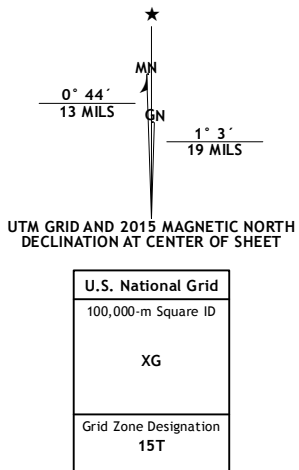 ★
MN
0° 44´
13 MILS
GN
1° 3´
19 MILS
UTM GRID AND 2015 MAGNETIC NORTH
DECLINATION AT CENTER OF SHEET
U.S. National Grid
100,000-m Square ID
XG
Grid Zone Designation
15T